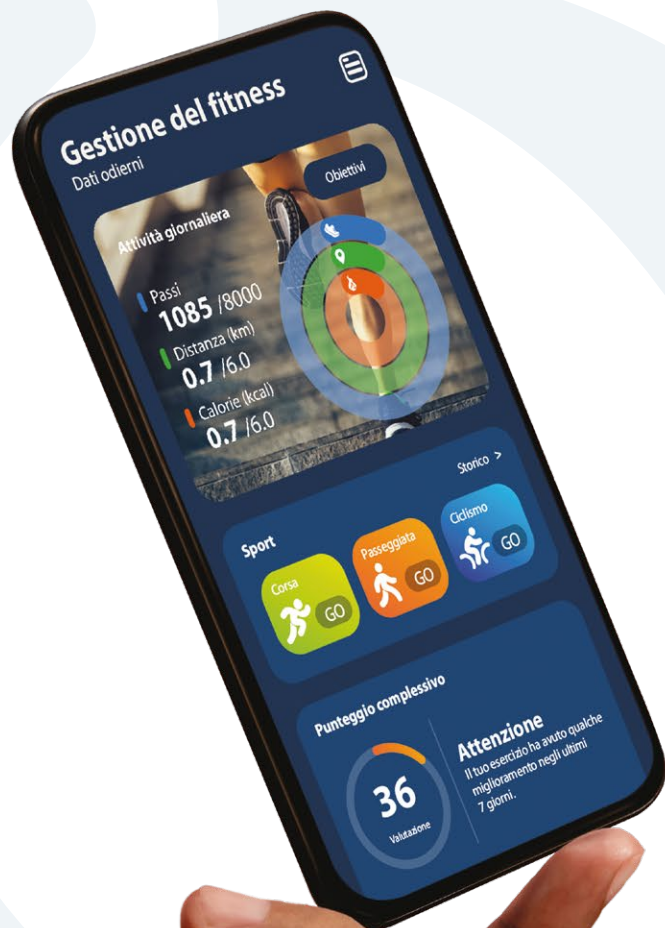 Gestione del fitness
Dati odierni
Attività giornaliera
Obiettivi
Passi
1085 /8000
Distanza (km)
0.7 /6.0
Calorie (kcal)
0.7 /6.0
Sport
Storico >
Corsa
GO
Passeggiata
GO
Ciclismo
GO
Punteggio complessivo
36
Valutazione
Attenzione
Il tuo esercizio ha avuto qualche
miglioramento negli ultimi
7 giorni.